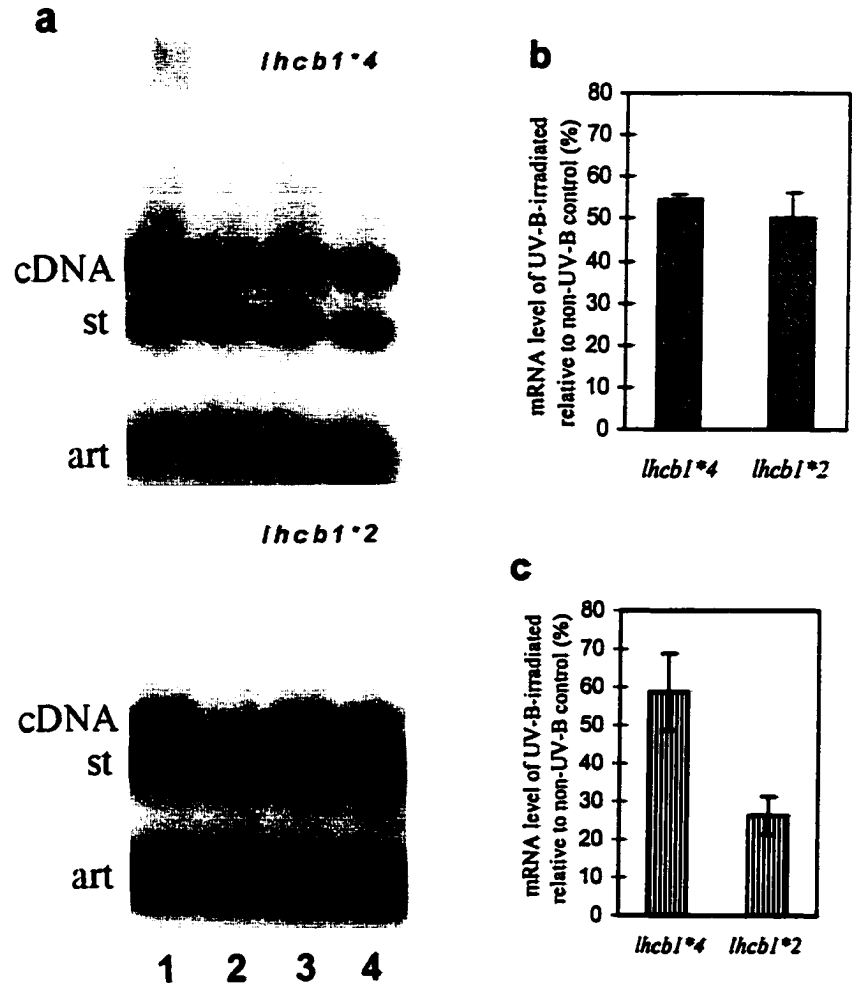 a
lhcb1*4
cDNA
st
art
lhcb1*2
cDNA
st
art
1 2 3 4
b
mRNA level of UV-B-irradiated
relative to non-UV-B control (%)
80
70
60
50
40
30
20
10
0
lhcb1*4 lhcb1*2
c
mRNA level of UV-B-irradiated
relative to non-UV-B control (%)
80
70
60
50
40
30
20
10
0
lhcb1*4 lhcb1*2